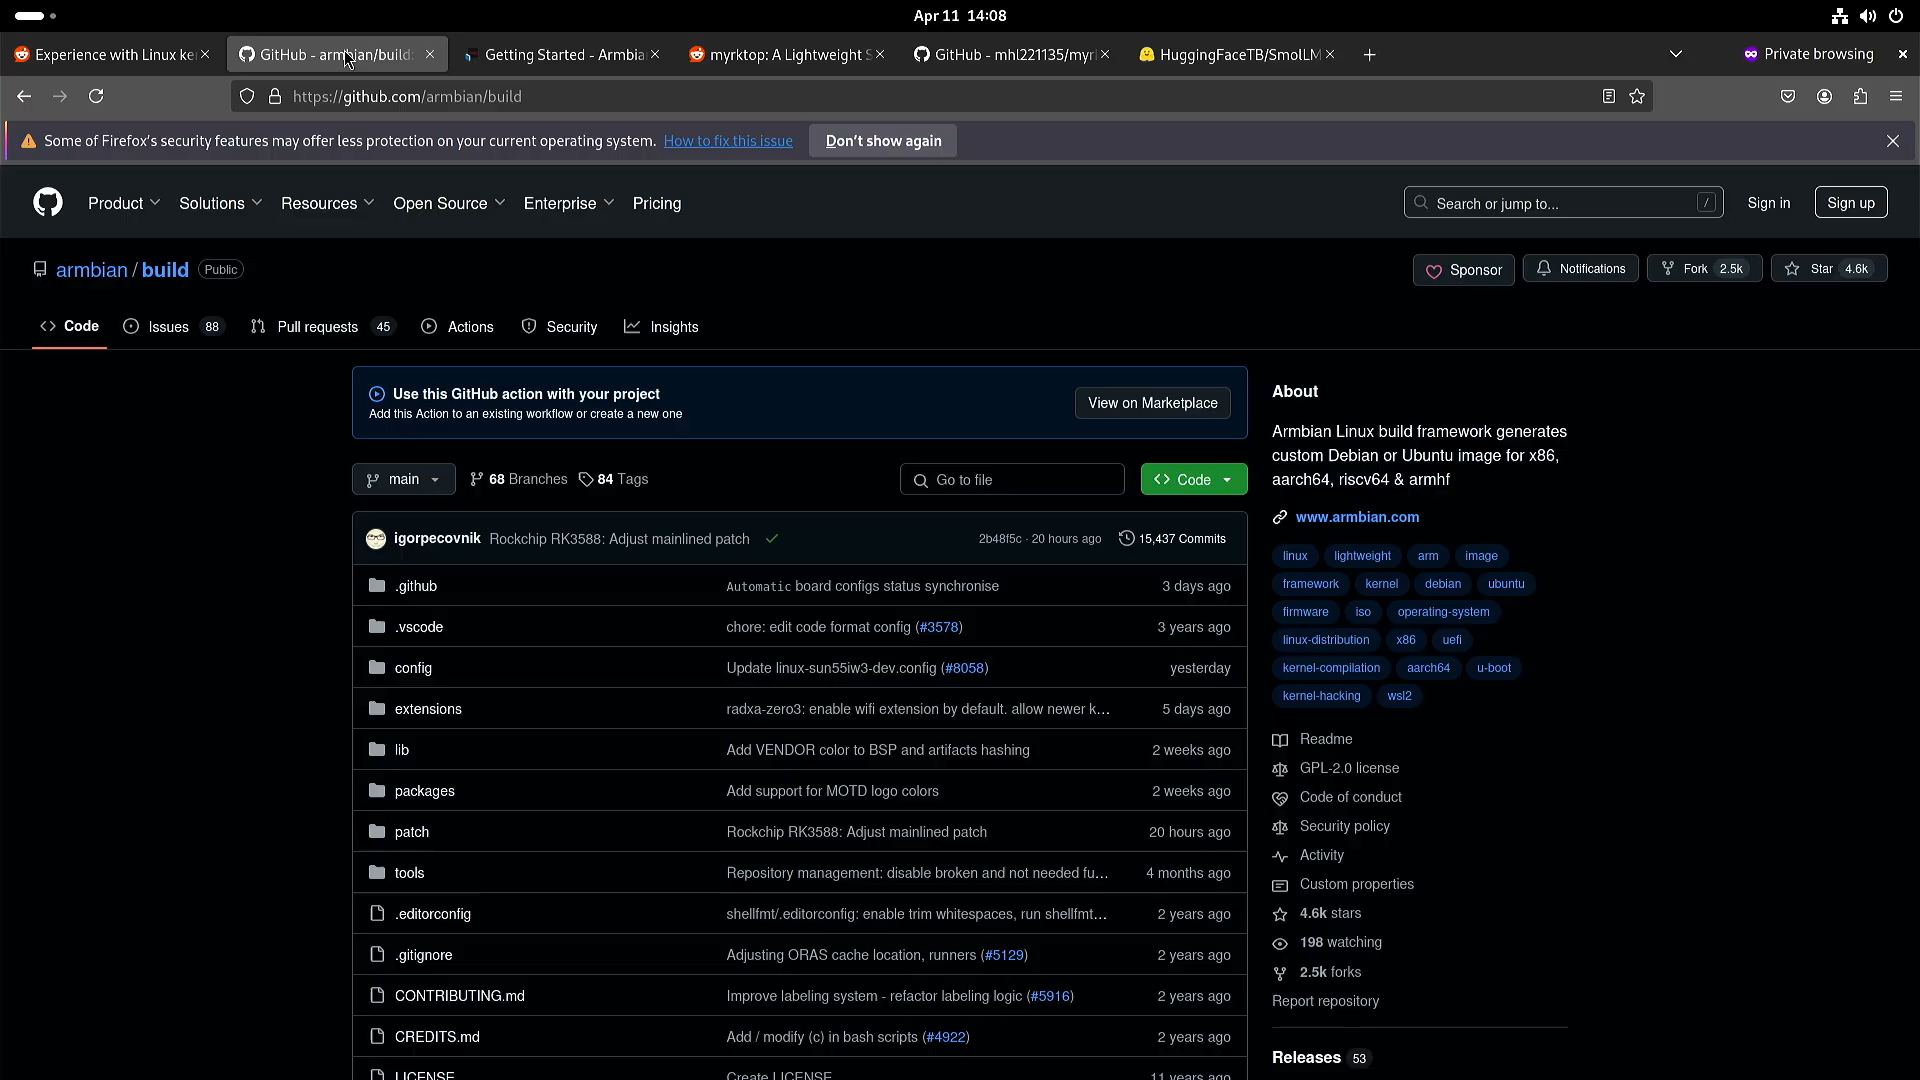 Apr 11 14:08
Experience with Linux ke
GitHub - armbian/build:
Getting Started - Armbia
myrktop: A Lightweight S
GitHub - mhl221135/myr
HuggingFaceTB/SmolLM
Private browsing
https://github.com/armbian/build
Some of Firefox's security features may offer less protection on your current operating system. How to fix this issue Don't show again
Product Solutions Resources Open Source Enterprise Pricing
Search or jump to... /
Sign in
Sign up
armbian / build Public
Sponsor
Notifications
Fork 2.5k
Star 4.6k
Code
Issues 88
Pull requests 45
Actions
Security
Insights
Use this GitHub action with your project
Add this Action to an existing workflow or create a new one
View on Marketplace
main
68 Branches
84 Tags
Go to file
Code
igorpecovnik Rockchip RK3588: Adjust mainlined patch 2b48f5c · 20 hours ago 15,437 Commits
.github Automatic board configs status synchronise 3 days ago
.vscode chore: edit code format config (#3578) 3 years ago
config Update linux-sun55iw3-dev.config (#8058) yesterday
extensions radxa-zero3: enable wifi extension by default. allow newer k... 5 days ago
lib Add VENDOR color to BSP and artifacts hashing 2 weeks ago
packages Add support for MOTD logo colors 2 weeks ago
patch Rockchip RK3588: Adjust mainlined patch 20 hours ago
tools Repository management: disable broken and not needed fu... 4 months ago
.editorconfig shellfmt/.editorconfig: enable trim whitespaces, run shellfmt... 2 years ago
.gitignore Adjusting ORAS cache location, runners (#5129) 2 years ago
CONTRIBUTING.md Improve labeling system - refactor labeling logic (#5916) 2 years ago
CREDITS.md Add / modify (c) in bash scripts (#4922) 2 years ago
LICENSE Create LICENSE 11 years ago
About
Armbian Linux build framework generates
custom Debian or Ubuntu image for x86,
aarch64, riscv64 & armhf
www.armbian.com
linux lightweight arm image
framework kernel debian ubuntu
firmware iso operating-system
linux-distribution x86 uefi
kernel-compilation aarch64 u-boot
kernel-hacking wsl2
Readme
GPL-2.0 license
Code of conduct
Security policy
Activity
Custom properties
4.6k stars
198 watching
2.5k forks
Report repository
Releases 53